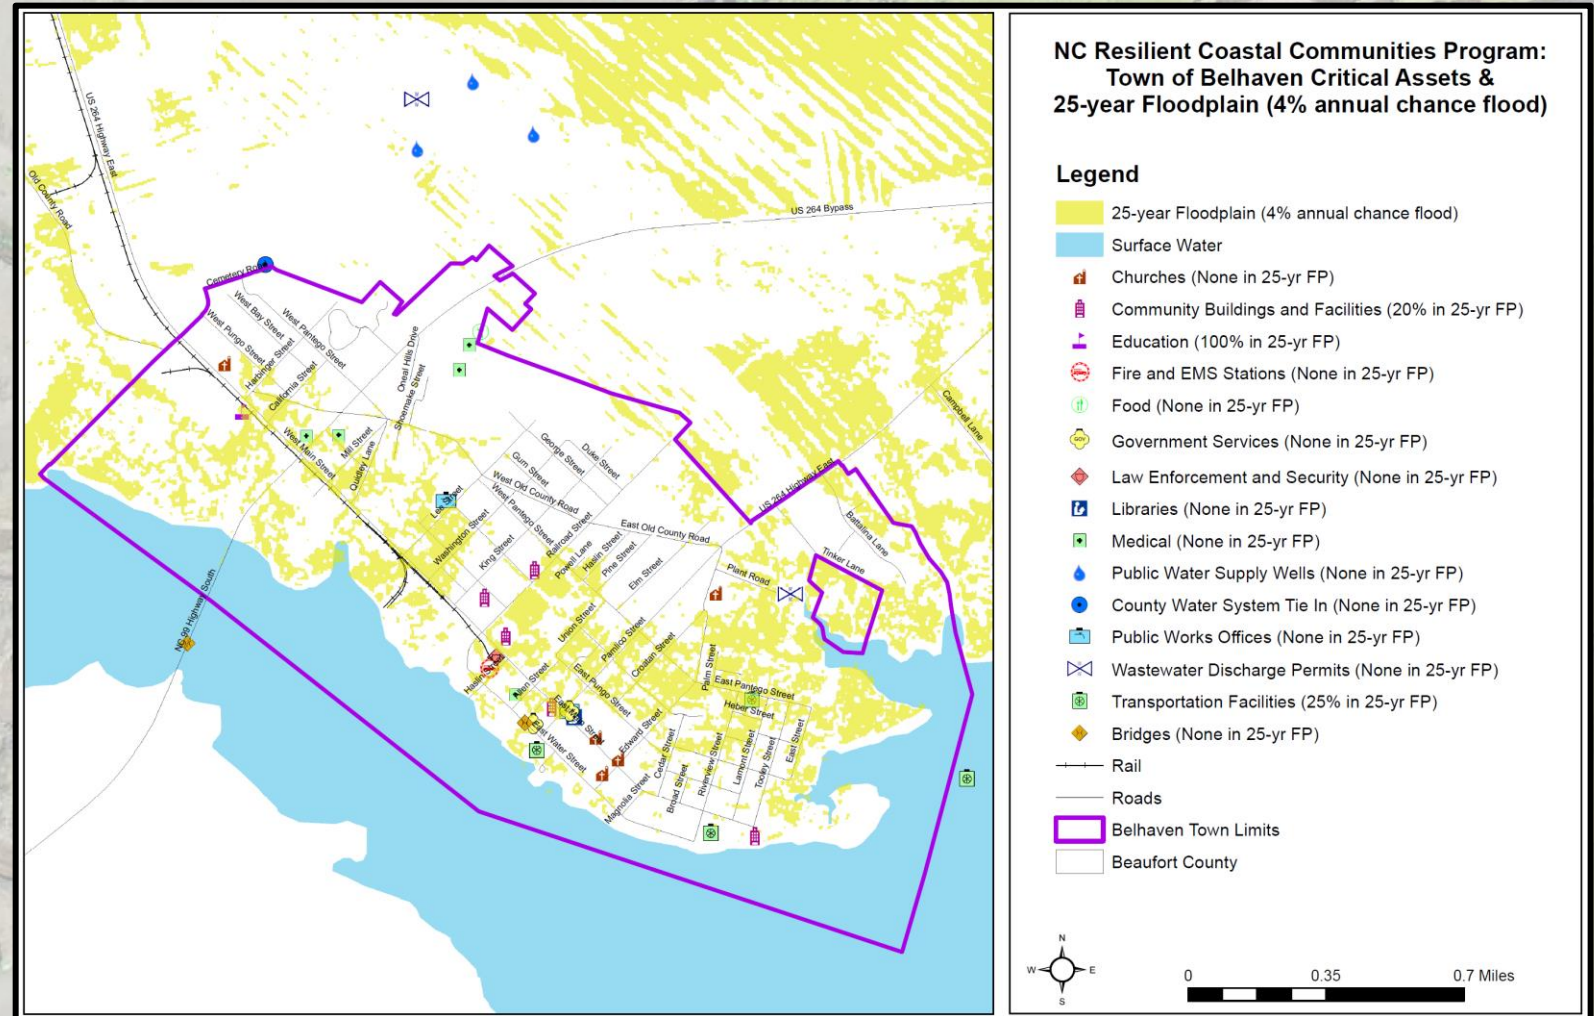 NC Resilient Coastal Communities Program:
Town of Belhaven Critical Assets &
25-year Floodplain (4% annual chance flood)
Legend
25-year Floodplain (4% annual chance flood)
Surface Water
Churches (None in 25-yr FP)
Community Buildings and Facilities (20% in 25-yr FP)
Education (100% in 25-yr FP)
Fire and EMS Stations (None in 25-yr FP)
Food (None in 25-yr FP)
GOV
Government Services (None in 25-yr FP)
Law Enforcement and Security (None in 25-yr FP)
Libraries (None in 25-yr FP)
Medical (None in 25-yr FP)
Public Water Supply Wells (None in 25-yr FP)
County Water System Tie In (None in 25-yr FP)
Public Works Offices (None in 25-yr FP)
Wastewater Discharge Permits (None in 25-yr FP)
Transportation Facilities (25% in 25-yr FP)
Bridges (None in 25-yr FP)
Rail
Roads
Belhaven Town Limits
Beaufort County
N
W
E
S
0
0.35
0.7 Miles
US 264 Highway East
Old County Road
US 264 Bypass
Cemetery Road
West Bay Street
West Pantego Street
West Pungo Street
Harbinger Street
California Street
Oneal Hills Drive
Shoemake Street
Campbell Lane
West Main Street
Mill Street
Quidley Lane
George Street
Duke Street
Gum Street
West Old County Road
West Pantego Street
US 264 Highway East
Battalina Lane
Tinker Lane
Washington Street
King Street
Railroad Street
Powell Lane
Haslin Street
Pine Street
Elm Street
East Old County Road
Plant Road
NC 99 Highway South
Union Street
Pamlico Street
Croatan Street
Palm Street
East Pantego Street
Heber Street
Allen Street
East Pungo Street
East Water Street
Edward Street
Cedar Street
Broad Street
Riverview Street
Lamont Street
Tooley Street
East Street
Magnolia Street